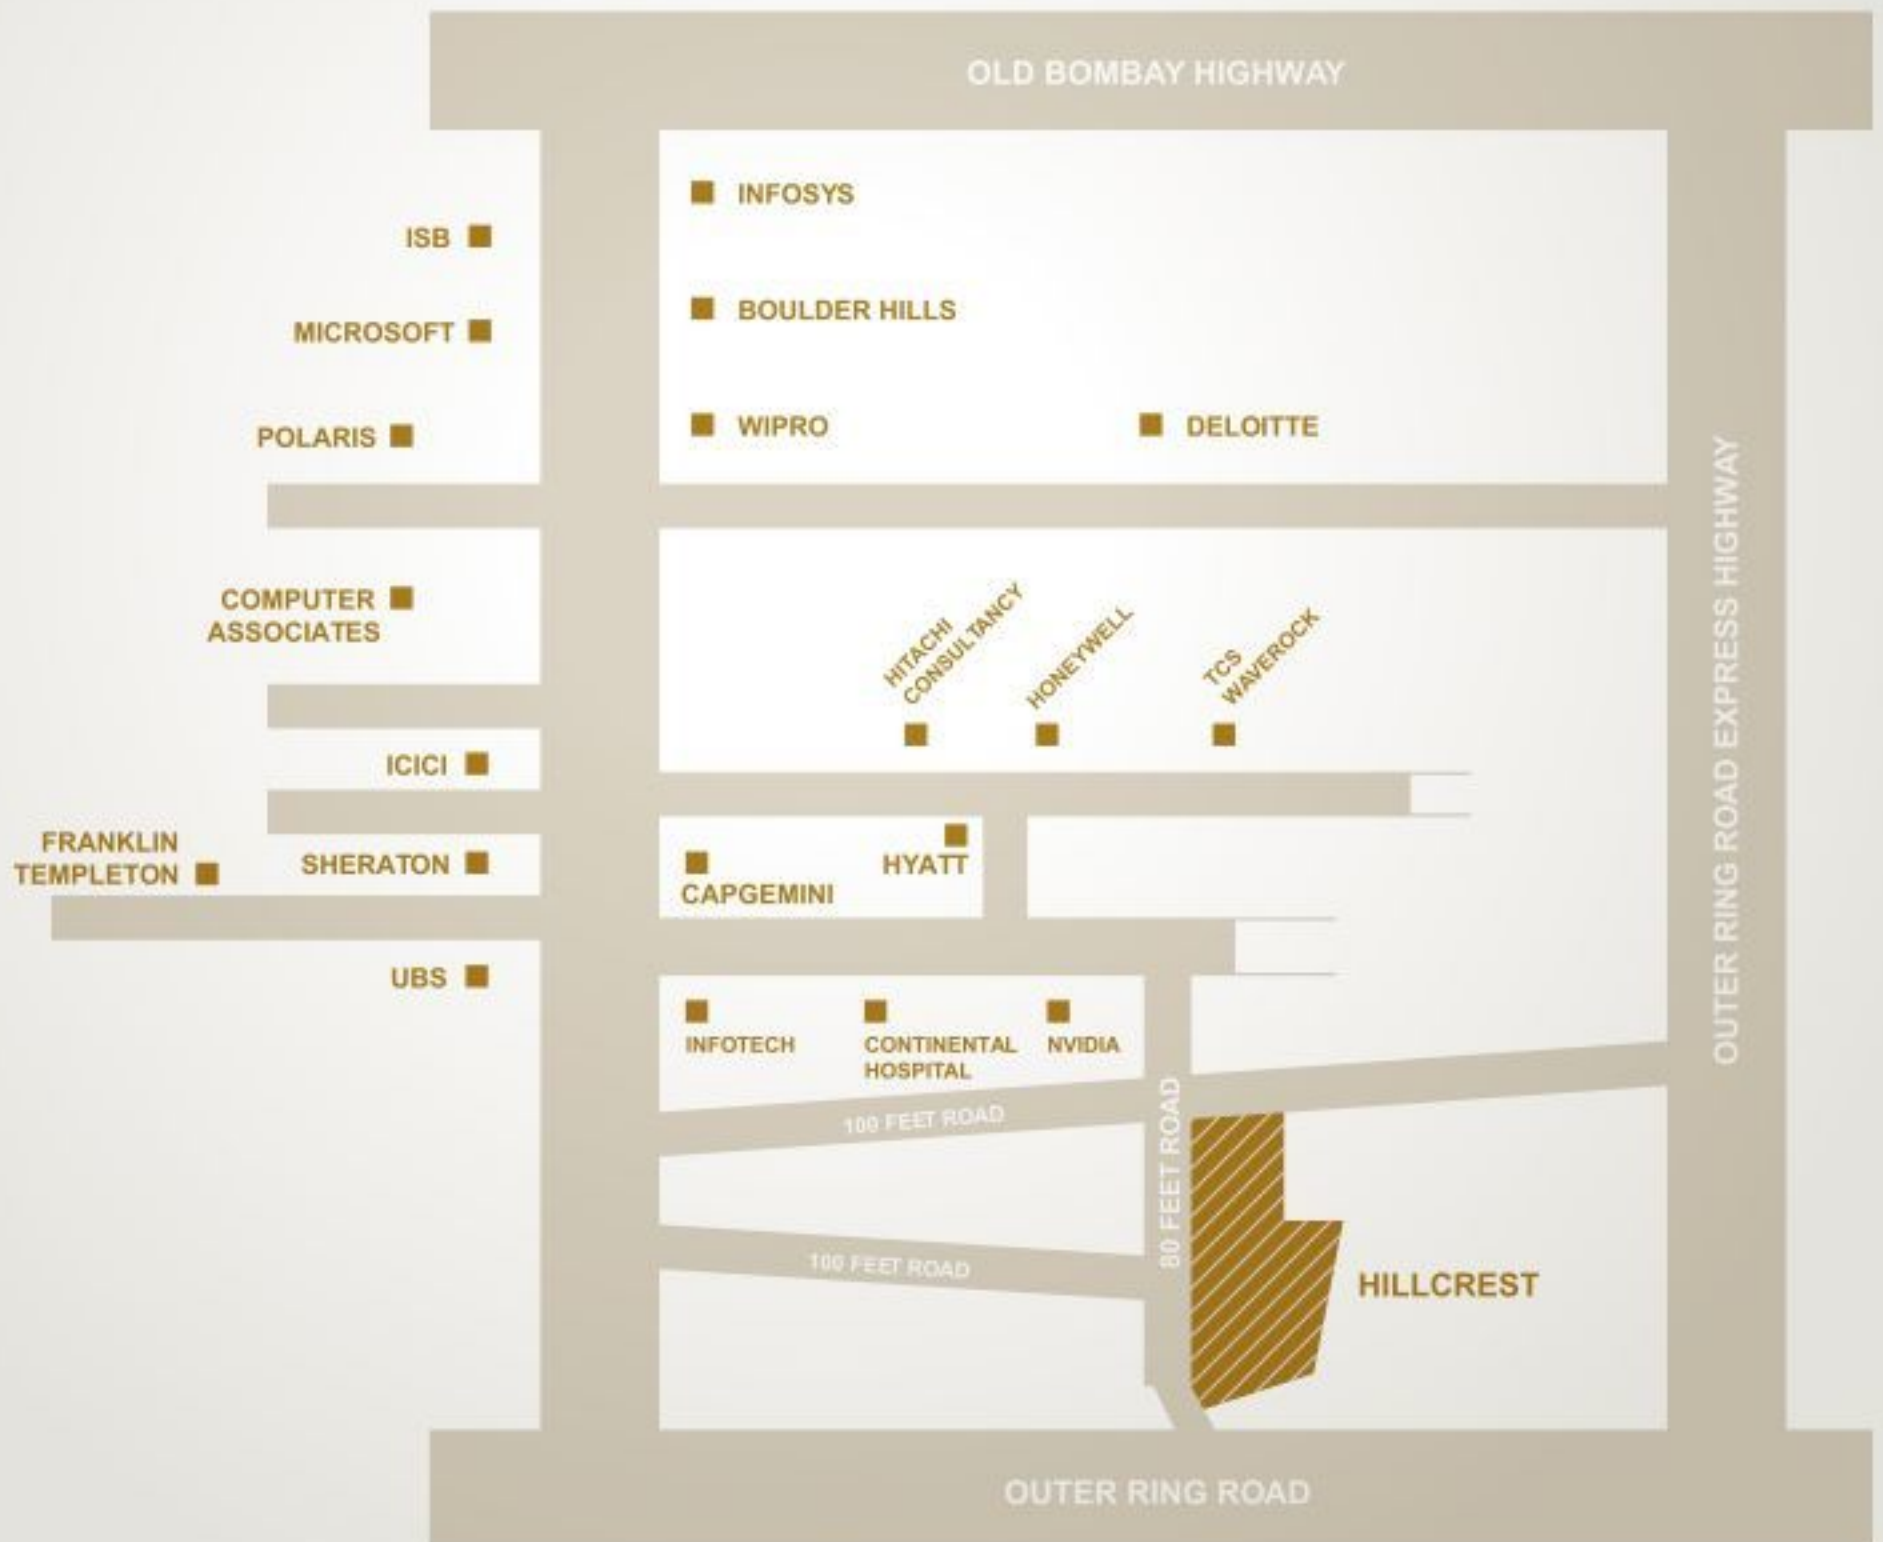 OLD BOMBAY HIGHWAY
INFOSYS
ISB
BOULDER HILLS
MICROSOFT
WIPRO
DELOITTE
POLARIS
OUTER RING ROAD EXPRESS HIGHWAY
COMPUTER
ASSOCIATES
HITACHI
CONSULTANCY
HONEYWELL
TCS
WAVEROCK
ICICI
FRANKLIN
TEMPLETON
SHERATON
HYATT
CAPGEMINI
UBS
INFOTECH
CONTINENTAL
HOSPITAL
NVIDIA
100 FEET ROAD
80 FEET ROAD
100 FEET ROAD
HILLCREST
OUTER RING ROAD